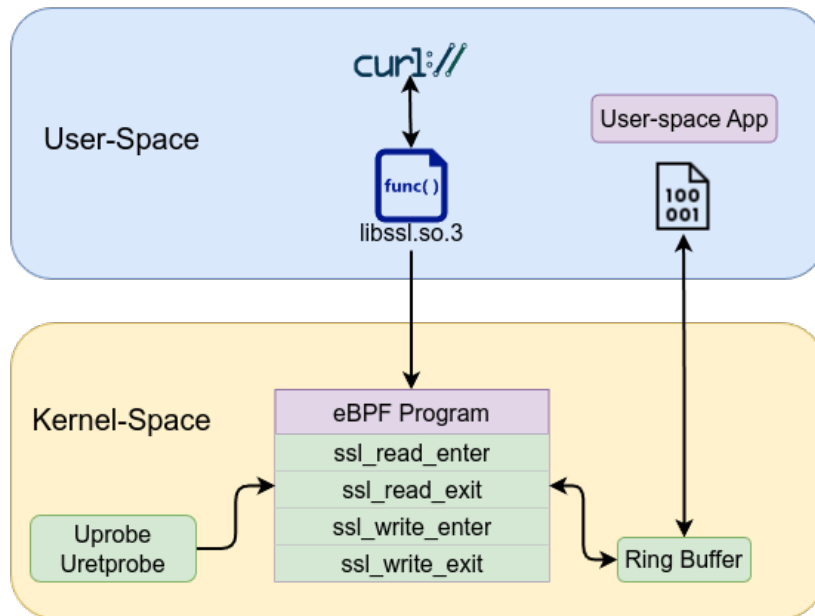 curl://
User-Space
User-space App
func( )
100
001
libssl.so.3
Kernel-Space
eBPF Program
ssl_read_enter
ssl_read_exit
ssl_write_enter
ssl_write_exit
Uprobe
Uretprobe
Ring Buffer